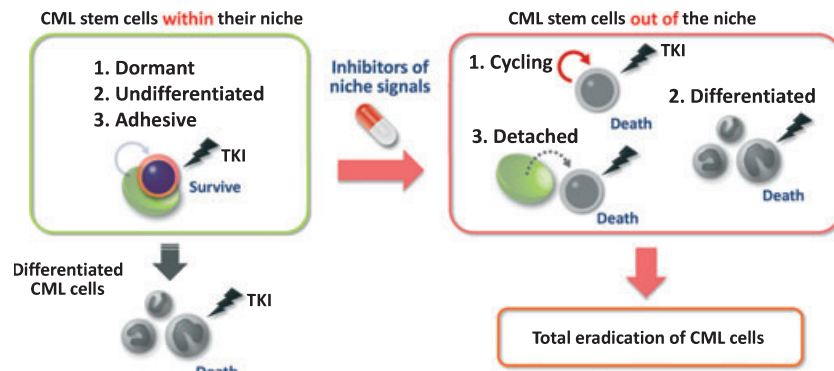 CML stem cells within their niche
1. Dormant
2. Undifferentiated
3. Adhesive
TKI
Survive
Differentiated
CML cells
TKI
Death
Inhibitors of
niche signals
CML stem cells out of the niche
1. Cycling
TKI
Death
2. Differentiated
Death
3. Detached
Death
Total eradication of CML cells